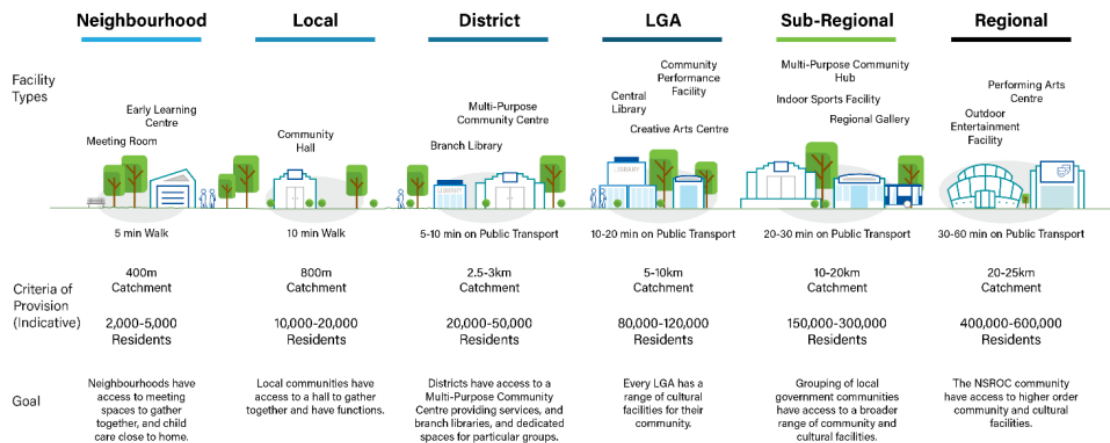 Neighbourhood
Local
District
LGA
Sub-Regional
Regional
Facility
Types
Early Learning
Centre
Meeting Room
Community
Hall
Multi-Purpose
Community Centre
Branch Library
Community
Performance
Facility
Central
Library
Creative Arts Centre
Multi-Purpose Community
Hub
Indoor Sports Facility
Regional Gallery
Performing Arts
Centre
Outdoor
Entertainment
Facility
LIBRARY
LIBRARY
5 min Walk
10 min Walk
5-10 min on Public Transport
10-20 min on Public Transport
20-30 min on Public Transport
30-60 min on Public Transport
Criteria of
Provision
(Indicative)
400m
Catchment
800m
Catchment
2.5-3km
Catchment
5-10km
Catchment
10-20km
Catchment
20-25km
Catchment
2,000-5,000
Residents
10,000-20,000
Residents
20,000-50,000
Residents
80,000-120,000
Residents
150,000-300,000
Residents
400,000-600,000
Residents
Goal
Neighbourhoods have
access to meeting
spaces to gather
together, and child
care close to home.
Local communities have
access to a hall to gather
together and have functions.
Districts have access to a
Multi-Purpose Community
Centre providing services, and
branch libraries, and dedicated
spaces for particular groups.
Every LGA has a
range of cultural
facilities for their
community.
Grouping of local
government communities
have access to a broader
range of community and
cultural facilities.
The NSROC community
have access to higher order
community and cultural
facilities.